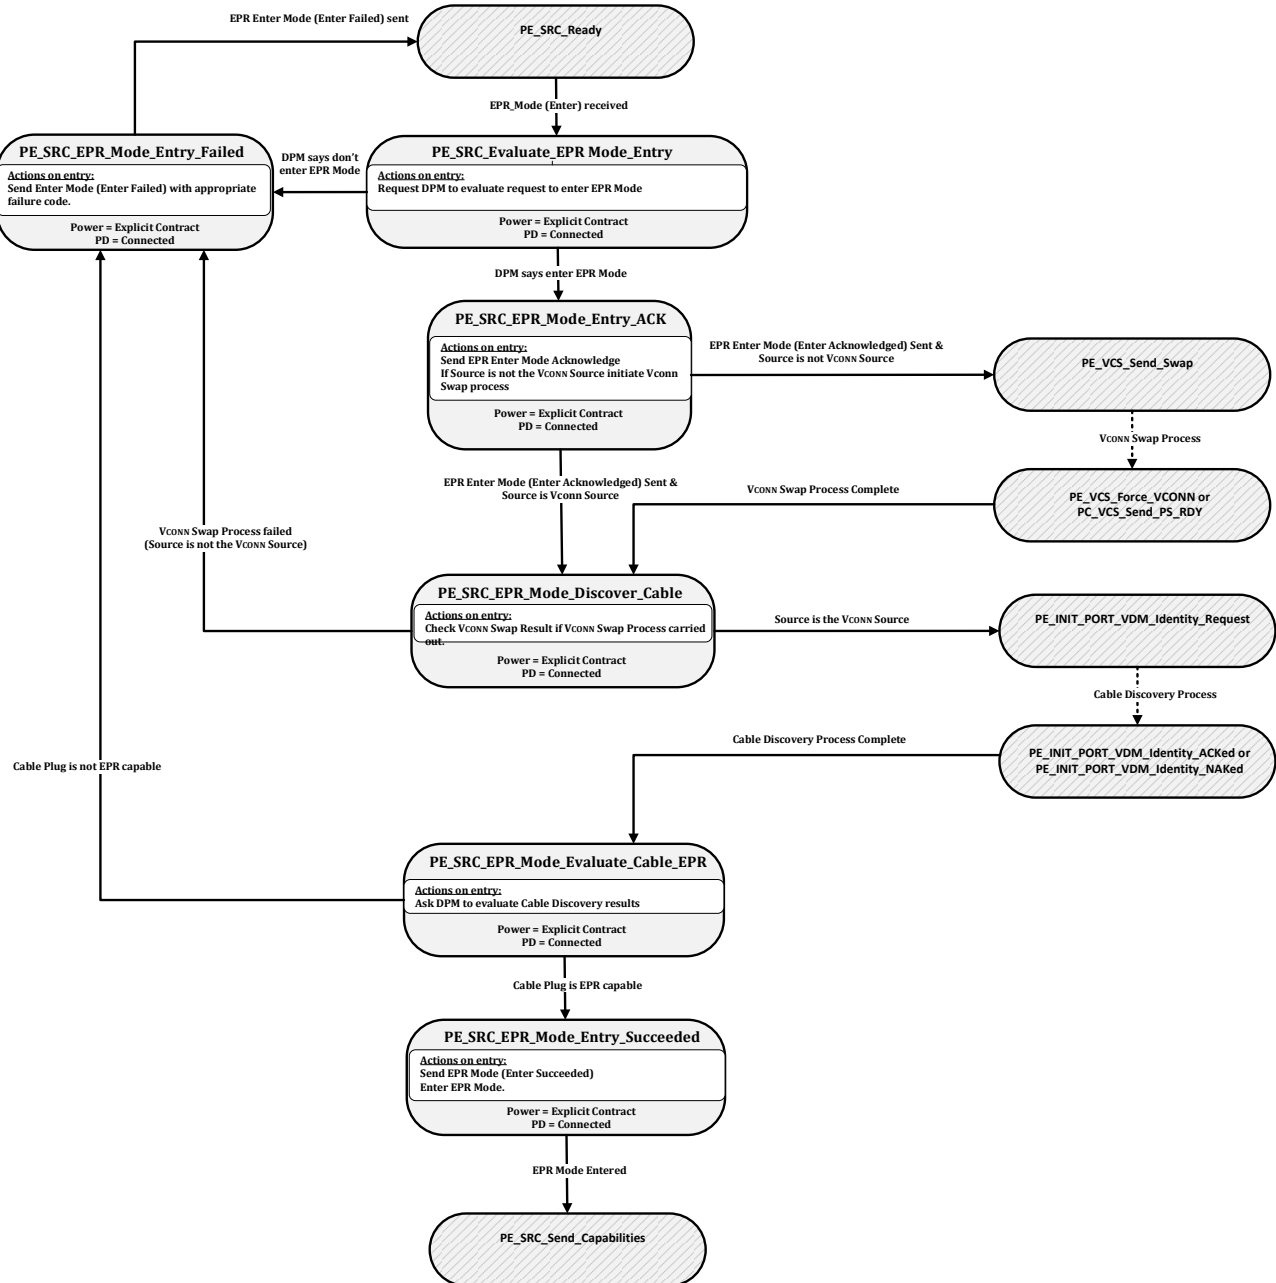 EPR Enter Mode (Enter Failed) sent
PE_SRC_Ready
EPR_Mode (Enter) received
PE_SRC_EPR_Mode_Entry_Failed
Actions on entry:
Send Enter Mode (Enter Failed) with appropriate
failure code.
Power = Explicit Contract
PD = Connected
DPM says don't
enter EPR Mode
PE_SRC_Evaluate_EPR Mode_Entry
Actions on entry:
Request DPM to evaluate request to enter EPR Mode
Power = Explicit Contract
PD = Connected
DPM says enter EPR Mode
PE_SRC_EPR_Mode_Entry_ACK
Actions on entry:
Send EPR Enter Mode Acknowledge
If Source is not the VCONN Source initiate Vconn
Swap process
Power = Explicit Contract
PD = Connected
EPR Enter Mode (Enter Acknowledged) Sent &
Source is not VCONN Source
PE_VCS_Send_Swap
VCONN Swap Process
EPR Enter Mode (Enter Acknowledged) Sent &
Source is Vconn Source
VCONN Swap Process Complete
PE_VCS_Force_VCONN or
PC_VCS_Send_PS_RDY
VCONN Swap Process failed
(Source is not the VCONN Source)
PE_SRC_EPR_Mode_Discover_Cable
Actions on entry:
Check VCONN Swap Result if VCONN Swap Process carried
out.
Power = Explicit Contract
PD = Connected
Source is the VCONN Source
PE_INIT_PORT_VDM_Identity_Request
Cable Discovery Process
Cable Discovery Process Complete
PE_INIT_PORT_VDM_Identity_ACKed or
PE_INIT_PORT_VDM_Identity_NAKed
Cable Plug is not EPR capable
PE_SRC_EPR_Mode_Evaluate_Cable_EPR
Actions on entry:
Ask DPM to evaluate Cable Discovery results
Power = Explicit Contract
PD = Connected
Cable Plug is EPR capable
PE_SRC_EPR_Mode_Entry_Succeeded
Actions on entry:
Send EPR Mode (Enter Succeeded)
Enter EPR Mode.
Power = Explicit Contract
PD = Connected
EPR Mode Entered
PE_SRC_Send_Capabilities